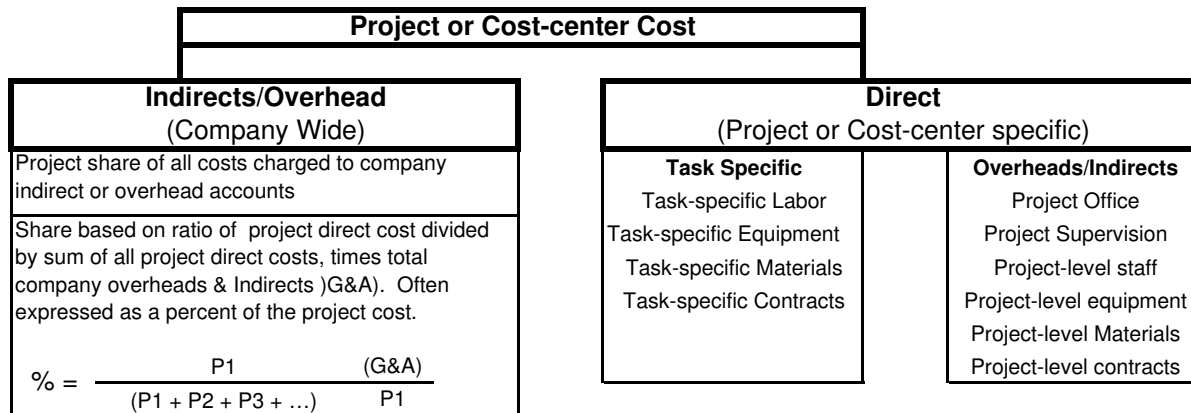 Project or Cost-center Cost
Indirects/Overhead
(Company Wide)
Project share of all costs charged to company
indirect or overhead accounts
Share based on ratio of project direct cost divided
by sum of all project direct costs, times total
company overheads & Indirects )G&A). Often
expressed as a percent of the project cost.
% = P1 (G&A)
(P1 + P2 + P3 + …) P1
Direct
(Project or Cost-center specific)
Task Specific
Task-specific Labor
Task-specific Equipment
Task-specific Materials
Task-specific Contracts
Overheads/Indirects
Project Office
Project Supervision
Project-level staff
Project-level equipment
Project-level Materials
Project-level contracts